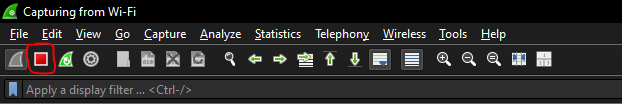 Capturing from Wi-Fi
File Edit View Go Capture Analyze Statistics Telephony Wireless Tools Help
Apply a display filter ... <Ctrl-/>